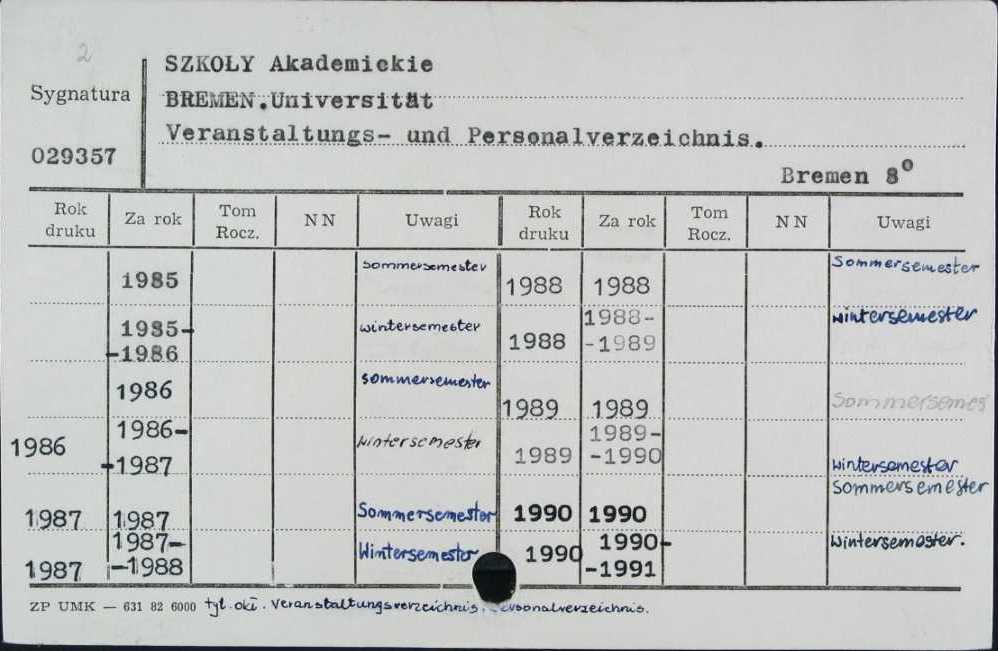 2
SZKOŁY Akademickie
Sygnatura BREMEN.Universität
Veranstaltungs- und Personalverzeichnis.
029357
Bremen 8°
Rok druku Za rok Tom Rocz. NN Uwagi Rok druku Za rok Tom Rocz. NN Uwagi
1985 sommersemester 1988 1988 Sommersemester
1985- -1986 wintersemester 1988 1988- -1989 wintersemester
1986 sommersemester 1989 1989 Sommersemes
1986 1986- -1987 wintersemester 1989 1989- -1990 wintersemester
1987 1987 Sommersemester 1990 1990 sommersemester
1987 1987- -1988 Wintersemester 1990 1990- -1991 wintersemester.
ZP UMK — 631 82 6000 tyt. okł. Veranstaltungsverzeichnis. Personalverzeichnis.